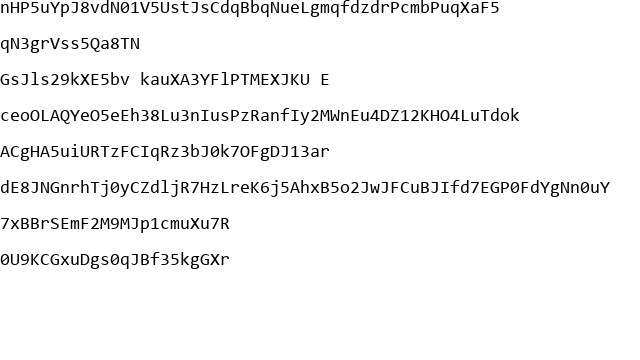 nHP5uYpJ8vdN01V5UstJsCdqBbqNueLgmqfdzdrPcmbPuqXaF5
qN3grVss5Qa8TN
GsJls29kXE5bv kauXA3YFlPTMEXJKU E
ceoOLAQYeO5eEh38Lu3nIusPzRanfIy2MWnEu4DZ12KHO4LuTdok
ACgHA5uiURTzFCIqRz3bJ0k7OFgDJ13ar
dE8JNGnrhTj0yCZdljR7HzLreK6j5AhxB5o2JwJFCuBJIfd7EGP0FdYgNn0uY
7xBBrSEmF2M9MJp1cmuXu7R
0U9KCGxuDgs0qJBf35kgGXr